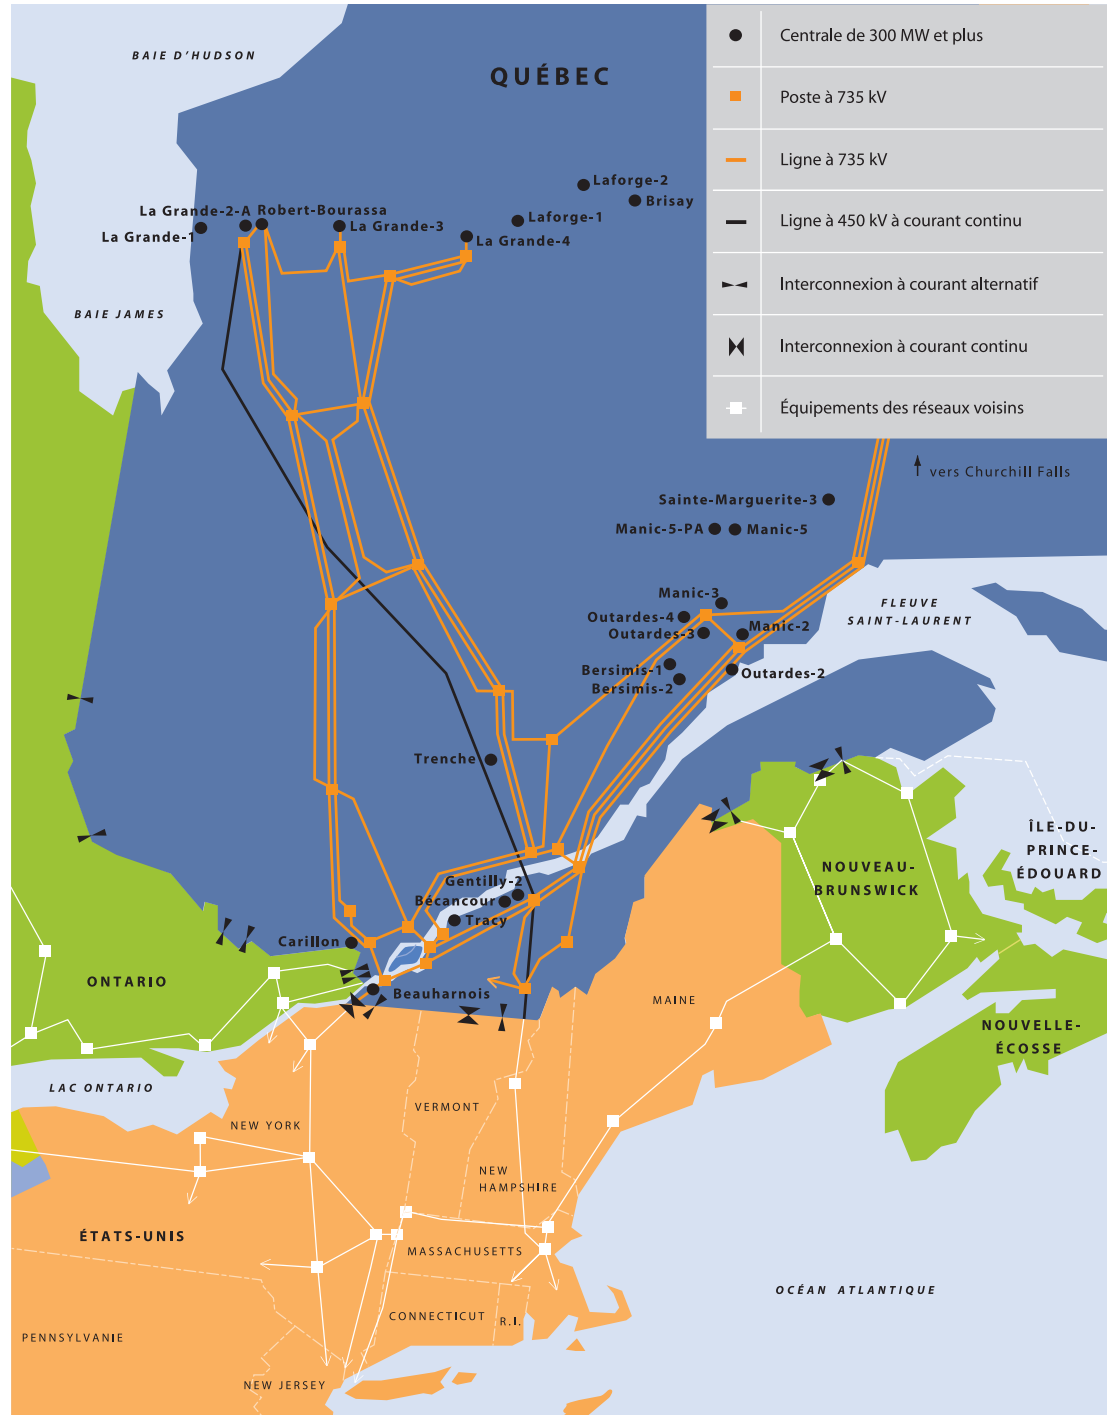 BAIE D'HUDSON
QUÉBEC
Centrale de 300 MW et plus
Poste à 735 kV
Ligne à 735 kV
Ligne à 450 kV à courant continu
Interconnexion à courant alternatif
Interconnexion à courant continu
Équipements des réseaux voisins
Laforge-2
Brisay
La Grande-2-A
Robert-Bourassa
Laforge-1
La Grande-1
La Grande-3
La Grande-4
BAIE JAMES
vers Churchill Falls
Sainte-Marguerite-3
Manic-5-PA
Manic-5
Manic-3
FLEUVE
SAINT-LAURENT
Outardes-4
Outardes-3
Manic-2
Bersimis-1
Bersimis-2
Outardes-2
Trenche
ÎLE-DU-
PRINCE-
ÉDOUARD
NOUVEAU-
BRUNSWICK
Gentilly-2
Bécancour
Tracy
Carillon
ONTARIO
Beauharnois
MAINE
NOUVELLE-
ÉCOSSE
LAC ONTARIO
VERMONT
NEW YORK
NEW
HAMPSHIRE
ÉTATS-UNIS
MASSACHUSETTS
OCÉAN ATLANTIQUE
CONNECTICUT
R.I.
PENNSYLVANIE
NEW JERSEY